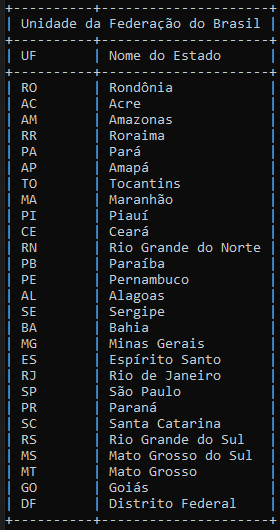 +----------+---------------------+
| Unidade da Federação do Brasil |
+----------+---------------------+
| UF       | Nome do Estado      |
+----------+---------------------+
| RO       | Rondônia            |
| AC       | Acre                |
| AM       | Amazonas            |
| RR       | Roraima             |
| PA       | Pará                |
| AP       | Amapá               |
| TO       | Tocantins           |
| MA       | Maranhão            |
| PI       | Piauí               |
| CE       | Ceará               |
| RN       | Rio Grande do Norte |
| PB       | Paraíba             |
| PE       | Pernambuco          |
| AL       | Alagoas             |
| SE       | Sergipe             |
| BA       | Bahia               |
| MG       | Minas Gerais        |
| ES       | Espírito Santo      |
| RJ       | Rio de Janeiro      |
| SP       | São Paulo           |
| PR       | Paraná              |
| SC       | Santa Catarina      |
| RS       | Rio Grande do Sul   |
| MS       | Mato Grosso do Sul  |
| MT       | Mato Grosso         |
| GO       | Goiás               |
| DF       | Distrito Federal    |
+----------+---------------------+